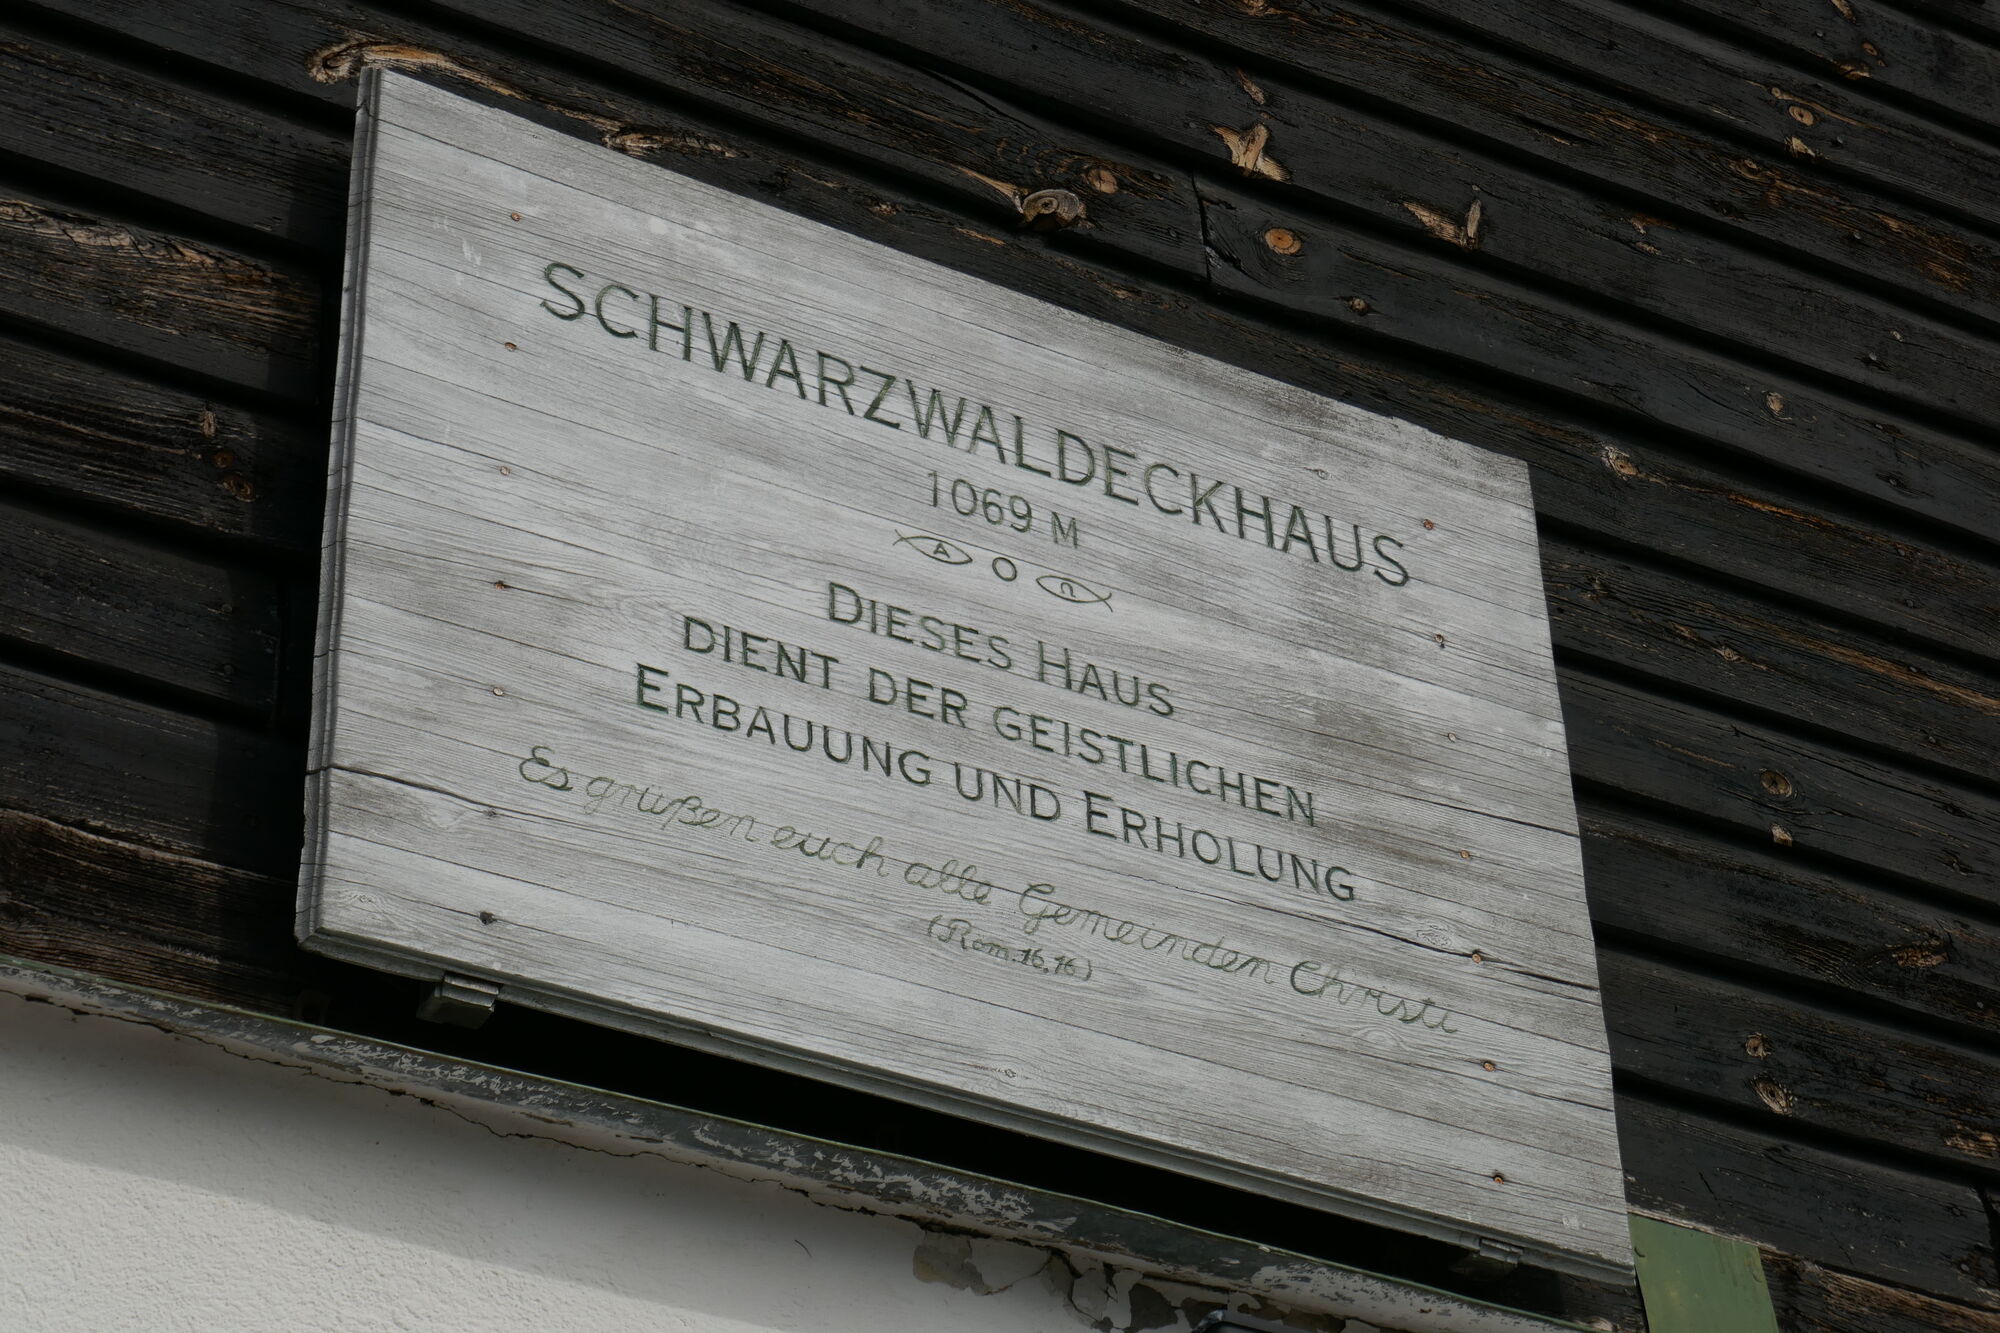 SCHWARZWALDECKHAUS
1069 M
A O Ω
DIESES HAUS
DIENT DER GEISTLICHEN
ERBAUUNG UND ERHOLUNG
Es grüßen euch alle Gemeinden Christi
(Röm. 16,16)